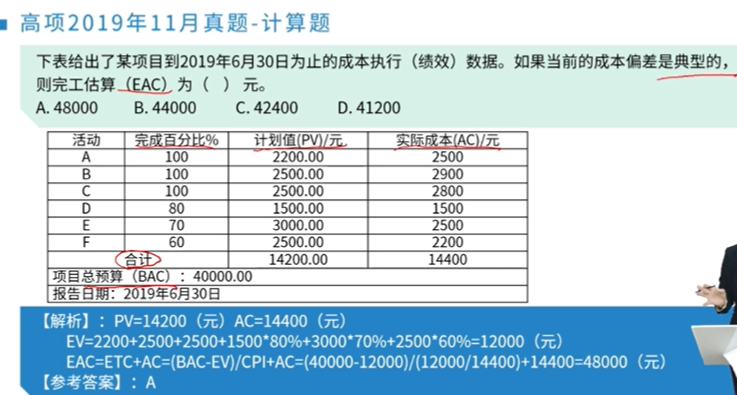 高项2019年11月真题-计算题
下表给出了某项目到2019年6月30日为止的成本执行（绩效）数据。如果当前的成本偏差是典型的，
则完工估算（EAC）为（ ）元。
A. 48000 B. 44000 C. 42400 D. 41200
活动 完成百分比% 计划值(PV)/元 实际成本(AC)/元
A 100 2200.00 2500
B 100 2500.00 2900
C 100 2500.00 2800
D 80 1500.00 1500
E 70 3000.00 2500
F 60 2500.00 2200
合计 14200.00 14400
项目总预算（BAC）：40000.00
报告日期：2019年6月30日
【解析】：PV=14200（元）AC=14400（元）
EV=2200+2500+2500+1500*80%+3000*70%+2500*60%=12000（元）
EAC=ETC+AC=(BAC-EV)/CPI+AC=(40000-12000)/(12000/14400)+14400=48000（元）
【参考答案】：A